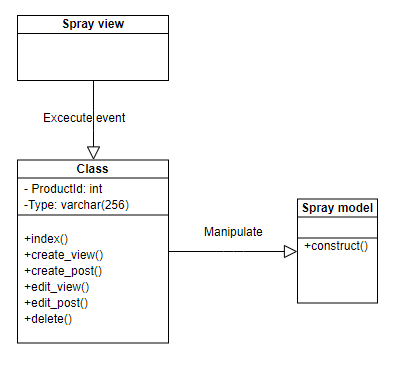 Spray view
Excecute event
Class
- ProductId: int
-Type: varchar(256)
+index()
+create_view()
+create_post()
+edit_view()
+edit_post()
+delete()
Manipulate
Spray model
+construct()